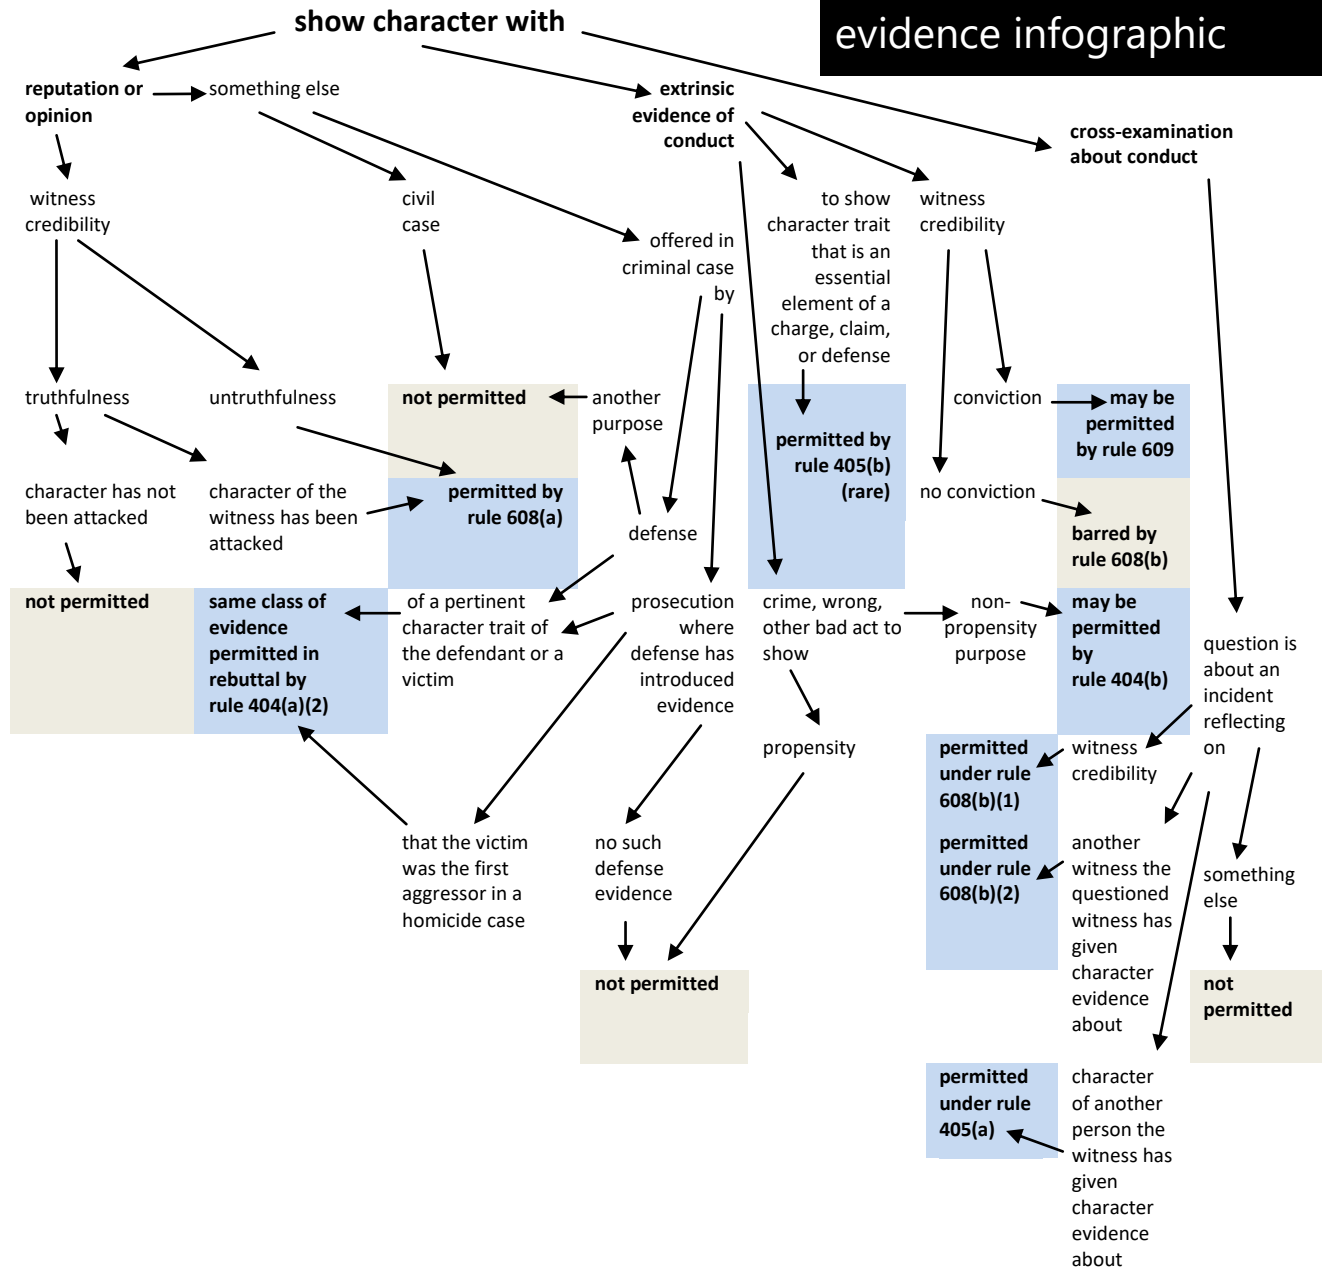 show character with
evidence infographic
reputation or
opinion
something else
extrinsic
evidence of
conduct
cross-examination
about conduct
witness
credibility
civil
case
offered in
criminal case
by
to show
character trait
that is an
essential
element of a
charge, claim,
or defense
witness
credibility
truthfulness
untruthfulness
not permitted
another
purpose
permitted by
rule 405(b)
(rare)
conviction
may be
permitted
by rule 609
character has not
been attacked
character of the
witness has been
attacked
permitted by
rule 608(a)
defense
no conviction
barred by
rule 608(b)
not permitted
same class of
evidence
permitted in
rebuttal by
rule 404(a)(2)
of a pertinent
character trait of
the defendant or a
victim
prosecution
where
defense has
introduced
evidence
crime, wrong,
other bad act to
show
non-
propensity
purpose
may be
permitted
by
rule 404(b)
question is
about an
incident
reflecting
on
propensity
permitted
under rule
608(b)(1)
witness
credibility
that the victim
was the first
aggressor in a
homicide case
no such
defense
evidence
permitted
under rule
608(b)(2)
another
witness the
questioned
witness has
given
character
evidence
about
something
else
not permitted
not
permitted
permitted
under rule
405(a)
character
of another
person the
witness has
given
character
evidence
about